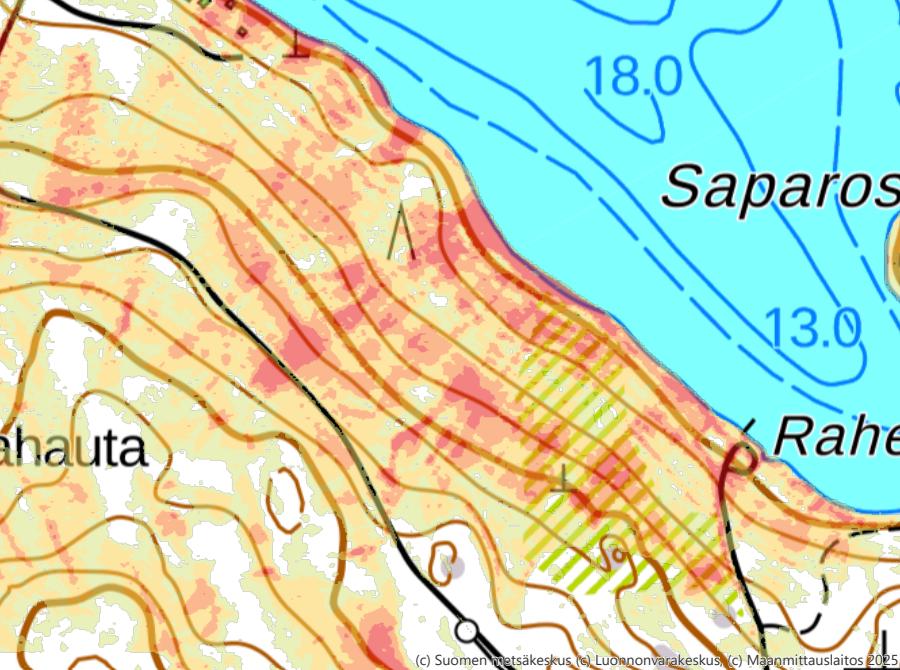 18.0
Saparos
13.0
Rahe
ahauta
(c) Suomen metsäkeskus, (c) Luonnonvarakeskus, (c) Maanmittauslaitos 2025